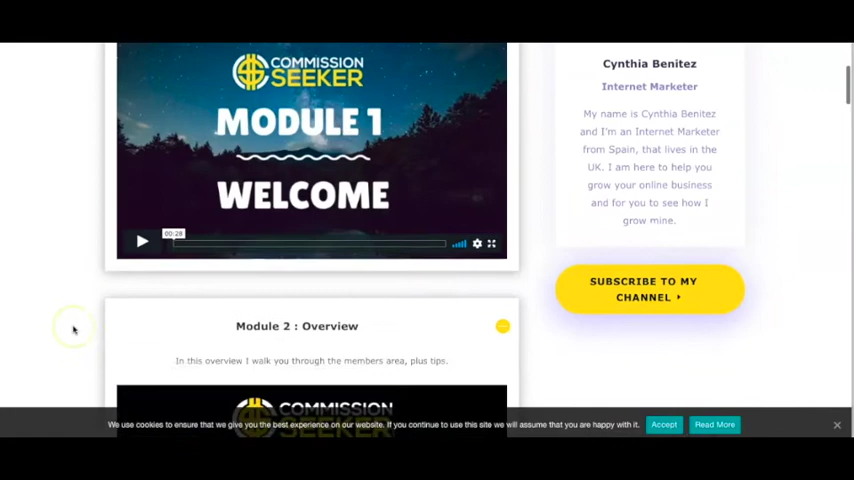 COMMISSION
SEEKER
MODULE 1
WELCOME
00:28
Cynthia Benitez
Internet Marketer
My name is Cynthia Benitez
and I'm an Internet Marketer
from Spain, that lives in the
UK. I am here to help you
grow your online business
and for you to see how I
grow mine.
SUBSCRIBE TO MY
CHANNEL
Module 2 : Overview
In this overview I walk you through the members area, plus tips.
COMMISSION
SEEKER
We use cookies to ensure that we give you the best experience on our website. If you continue to use this site we will assume that you are happy with it.
Accept
Read More